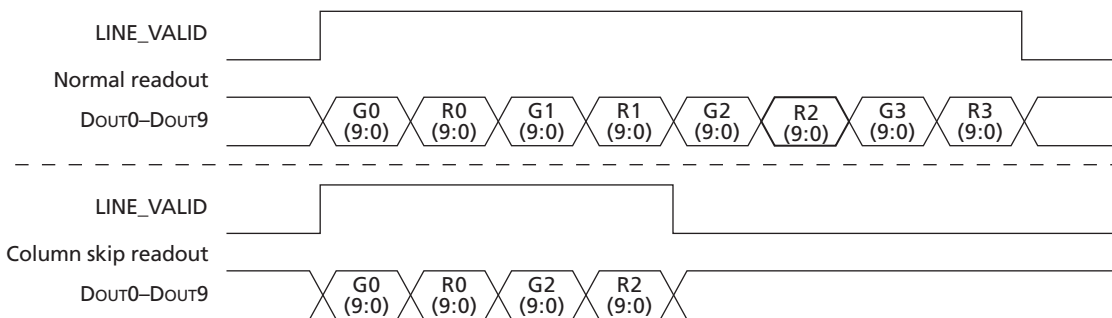 LINE_VALID
Normal readout
DOUT0–DOUT9
G0 R0 G1 R1 G2 R2 G3 R3
(9:0) (9:0) (9:0) (9:0) (9:0) (9:0) (9:0) (9:0)
LINE_VALID
Column skip readout
DOUT0–DOUT9
G0 R0 G2 R2
(9:0) (9:0) (9:0) (9:0)